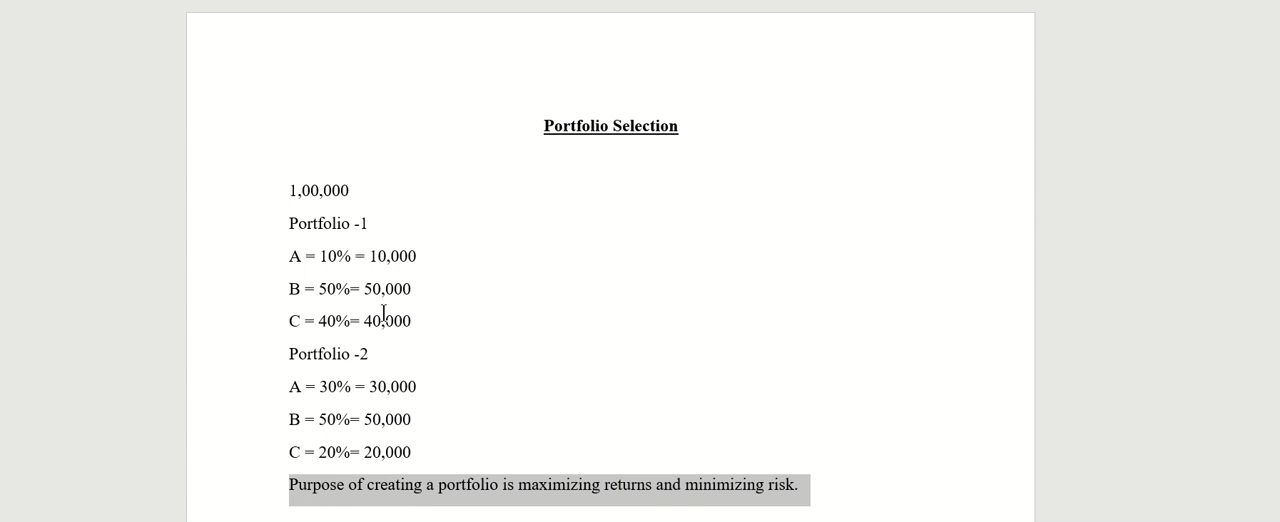 Portfolio Selection
1,00,000
Portfolio -1
A = 10% = 10,000
B = 50%= 50,000
C = 40%= 40,000
Portfolio -2
A = 30% = 30,000
B = 50%= 50,000
C = 20%= 20,000
Purpose of creating a portfolio is maximizing returns and minimizing risk.